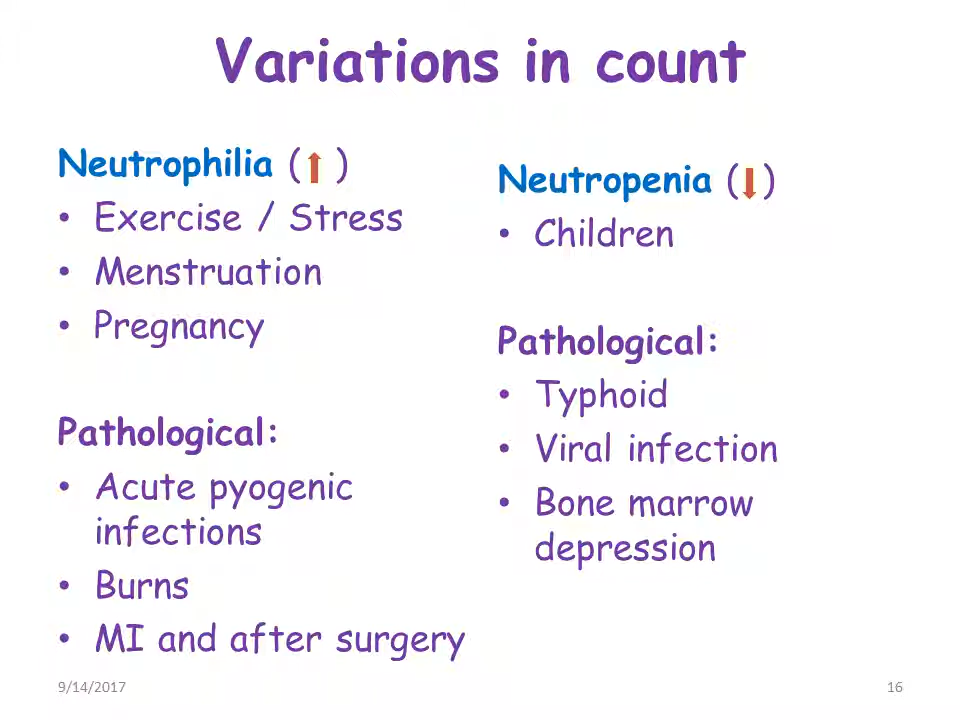 Variations in count
Neutrophilia ( )
• Exercise / Stress
• Menstruation
• Pregnancy
Pathological:
• Acute pyogenic
infections
• Burns
• MI and after surgery
Neutropenia ( )
• Children
Pathological:
• Typhoid
• Viral infection
• Bone marrow
depression
9/14/2017
16